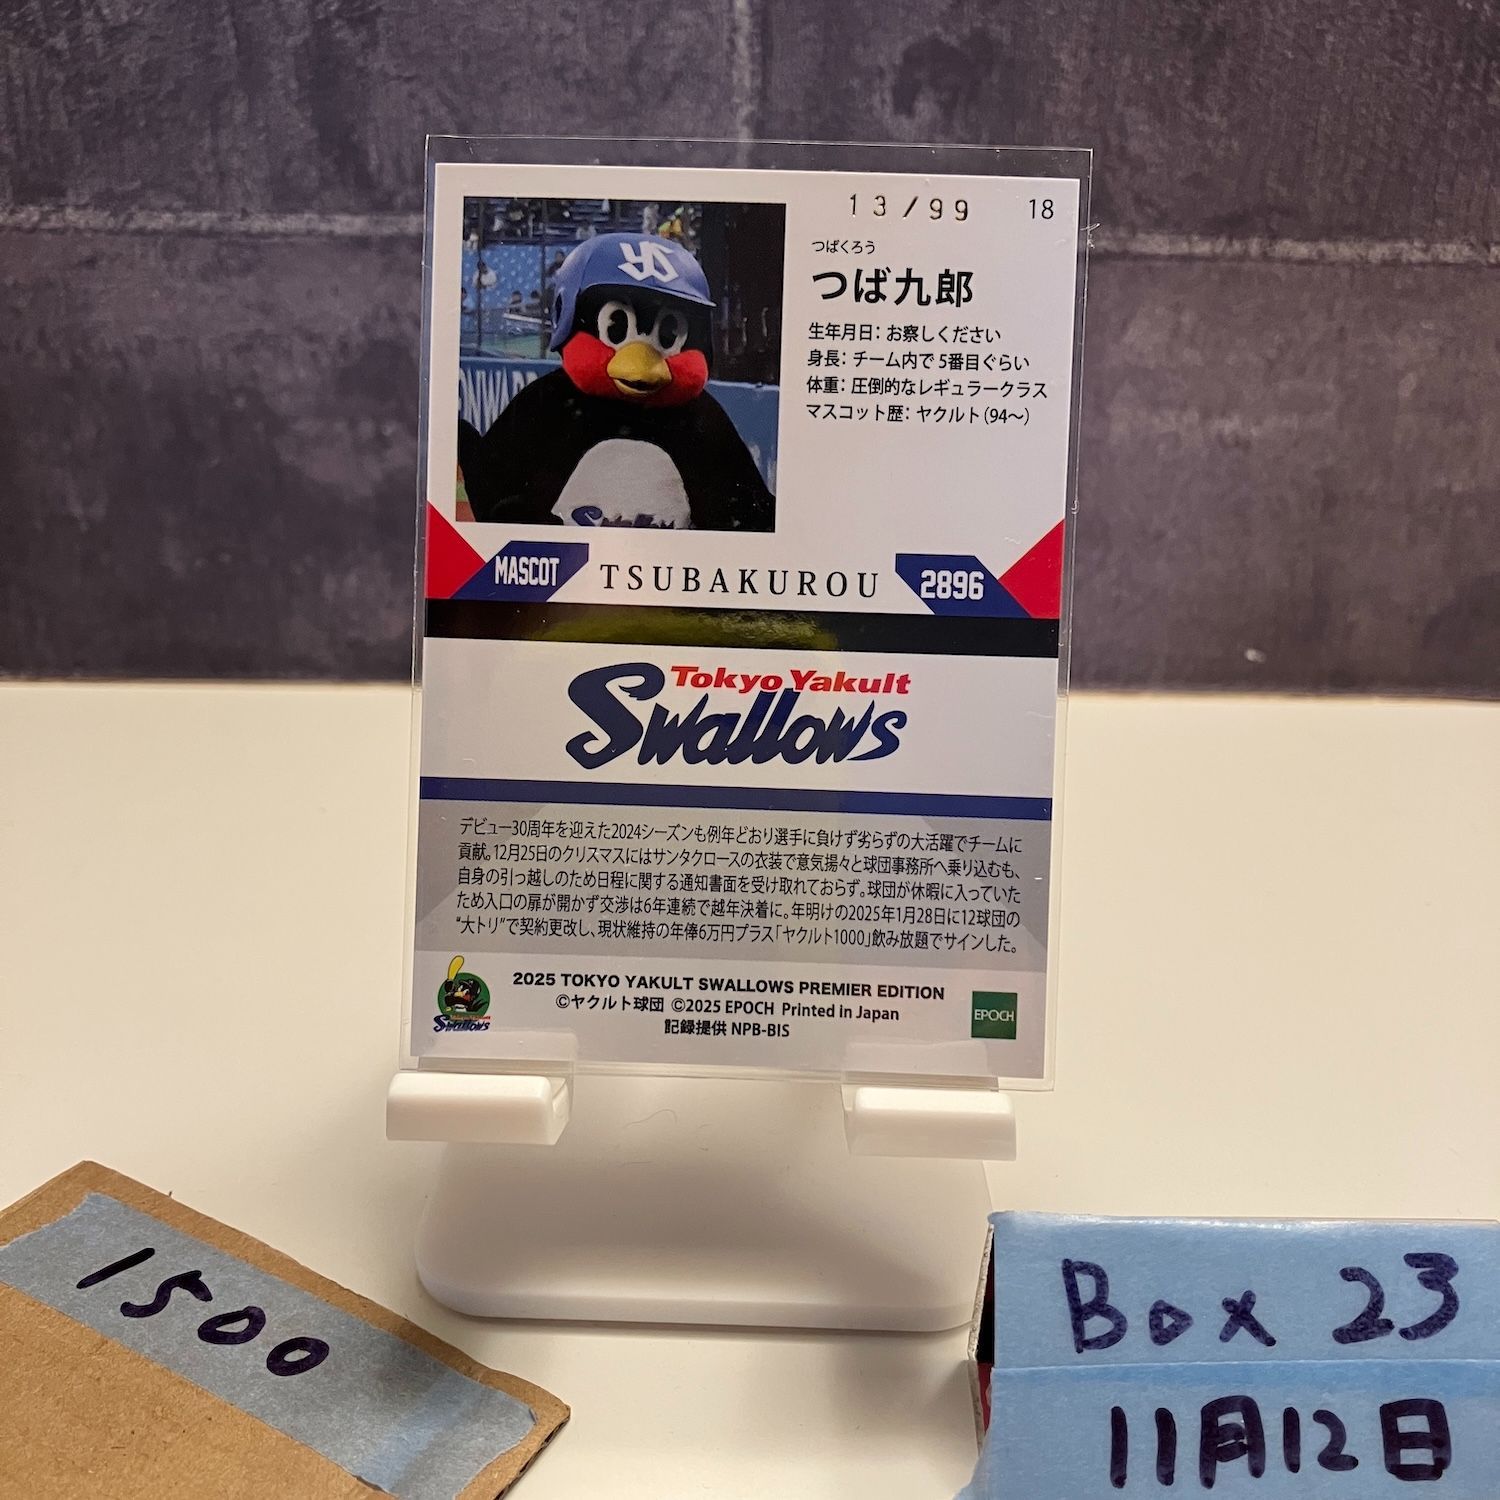 13/99 18
つばくろう
つば九郎
生年月日：お察しください
身長：チーム内で5番目ぐらい
体重：圧倒的なレギュラークラス
マスコット歴：ヤクルト（94〜）
YS
ONWARD
Swallows
MASCOT TSUBAKUROU 2896
Tokyo Yakult
Swallows
デビュー30周年を迎えた2024シーズンも例年どおり選手に負けず劣らずの大活躍でチームに
貢献。12月25日のクリスマスにはサンタクロースの衣装で意気揚々と球団事務所へ乗り込むも、
自身の引っ越しのため日程に関する通知書面を受け取れておらず。球団が休暇に入っていた
ため入口の扉が開かず交渉は6年連続で越年決着に。年明けの2025年1月28日に12球団の
“大トリ”で契約更改し、現状維持の年俸6万円プラス「ヤクルト1000」飲み放題でサインした。
2025 TOKYO YAKULT SWALLOWS PREMIER EDITION
©ヤクルト球団 ©2025 EPOCH Printed in Japan
記録提供 NPB-BIS
Swallows
EPOCH
1500
Box 23
11月12日